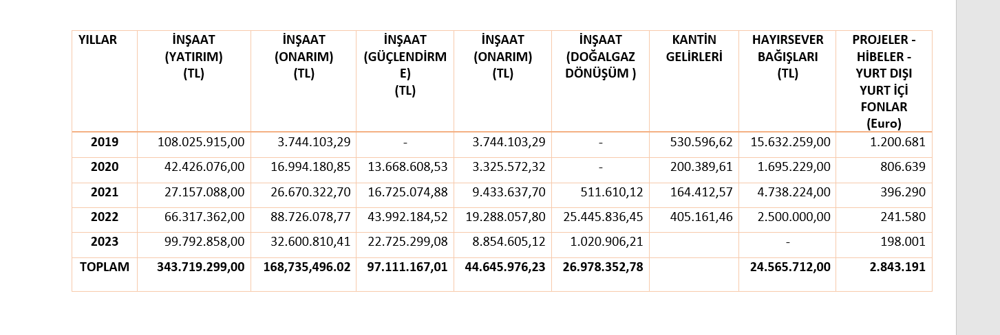 YILLAR İNŞAAT (YATIRIM) (TL) İNŞAAT (ONARIM) (TL) İNŞAAT (GÜÇLENDİRME) (TL) İNŞAAT (ONARIM) (TL) İNŞAAT (DOĞALGAZ DÖNÜŞÜM ) KANTİN GELİRLERİ HAYIRSEVER BAĞIŞLARI (TL) PROJELER - HİBELER - YURT DIŞI YURT İÇİ FONLAR (Euro)
2019 108.025.915,00 3.744.103,29 - 3.744.103,29 - 530.596,62 15.632.259,00 1.200.681
2020 42.426.076,00 16.994.180,85 13.668.608,53 3.325.572,32 - 200.389,61 1.695.229,00 806.639
2021 27.157.088,00 26.670.322,70 16.725.074,88 9.433.637,70 511.610,12 164.412,57 4.738.224,00 396.290
2022 66.317.362,00 88.726.078,77 43.992.184,52 19.288.057,80 25.445.836,45 405.161,46 2.500.000,00 241.580
2023 99.792.858,00 32.600.810,41 22.725.299,08 8.854.605,12 1.020.906,21 - 198.001
TOPLAM 343.719.299,00 168,735,496.02 97.111.167,01 44.645.976,23 26.978.352,78 24.565.712,00 2.843.191